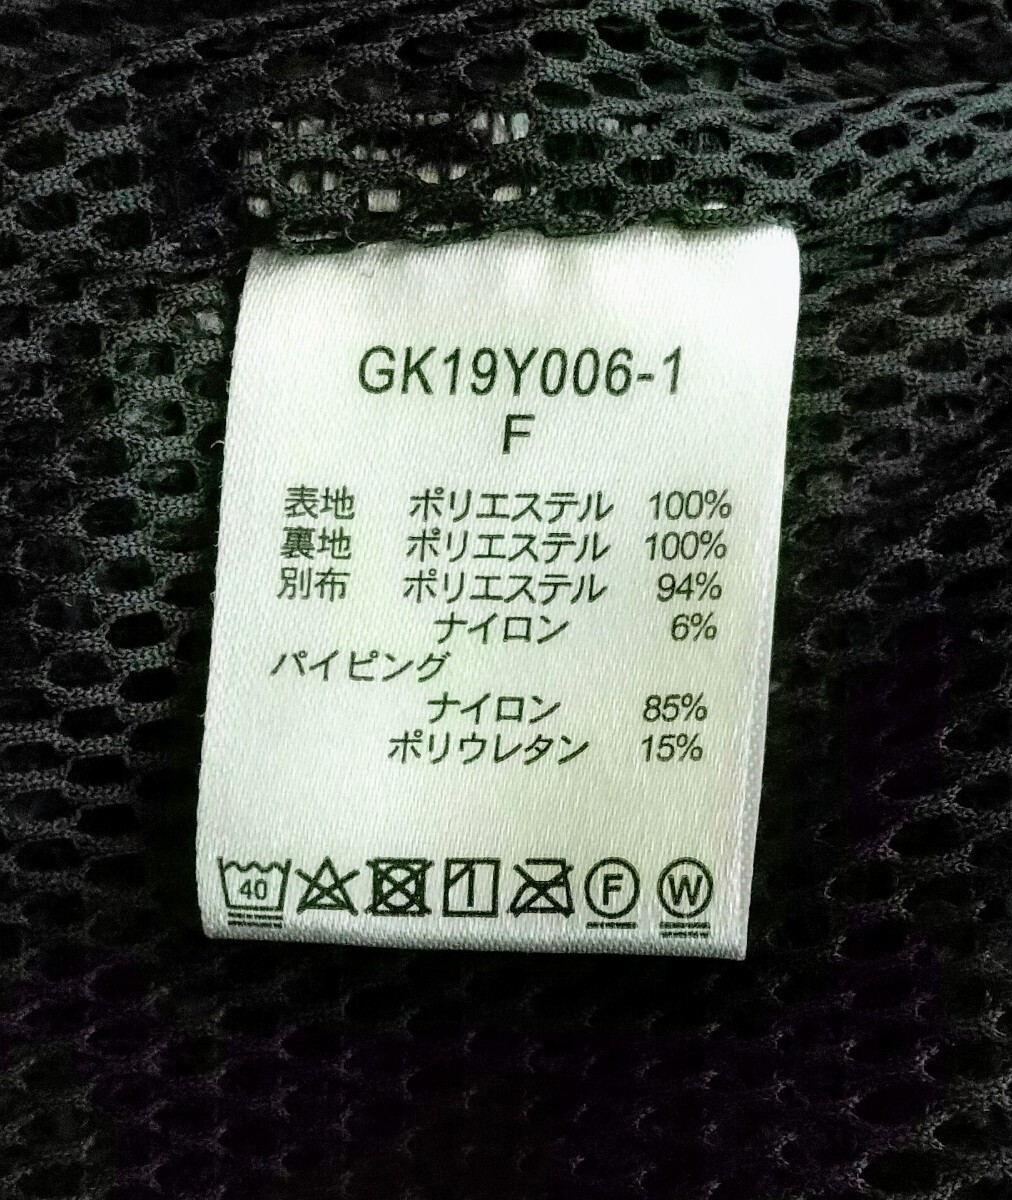 GK19Y006-1
F
表地 ポリエステル 100%
裏地 ポリエステル 100%
別布 ポリエステル 94%
ナイロン 6%
パイピング
ナイロン 85%
ポリウレタン 15%
40 F W